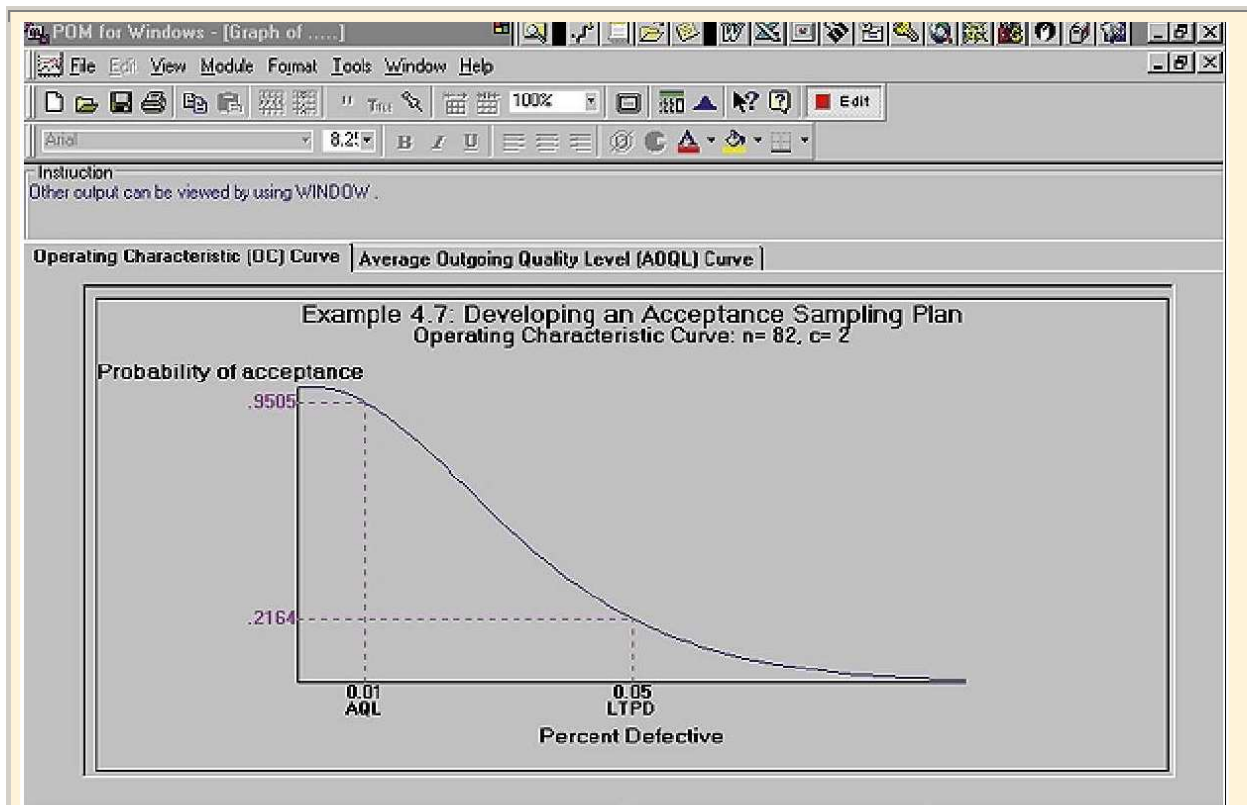 POM for Windows - [Graph of .....]
File Edit View Module Format Tools Window Help
100% Edit
Arial 8.2 B I U
Instruction
Other output can be viewed by using WINDOW .
Operating Characteristic (OC) Curve Average Outgoing Quality Level (AOQL) Curve
Example 4.7: Developing an Acceptance Sampling Plan
Operating Characteristic Curve: n= 82, c= 2
Probability of acceptance
.9505
.2164
0.01 0.05
AQL LTPD
Percent Defective